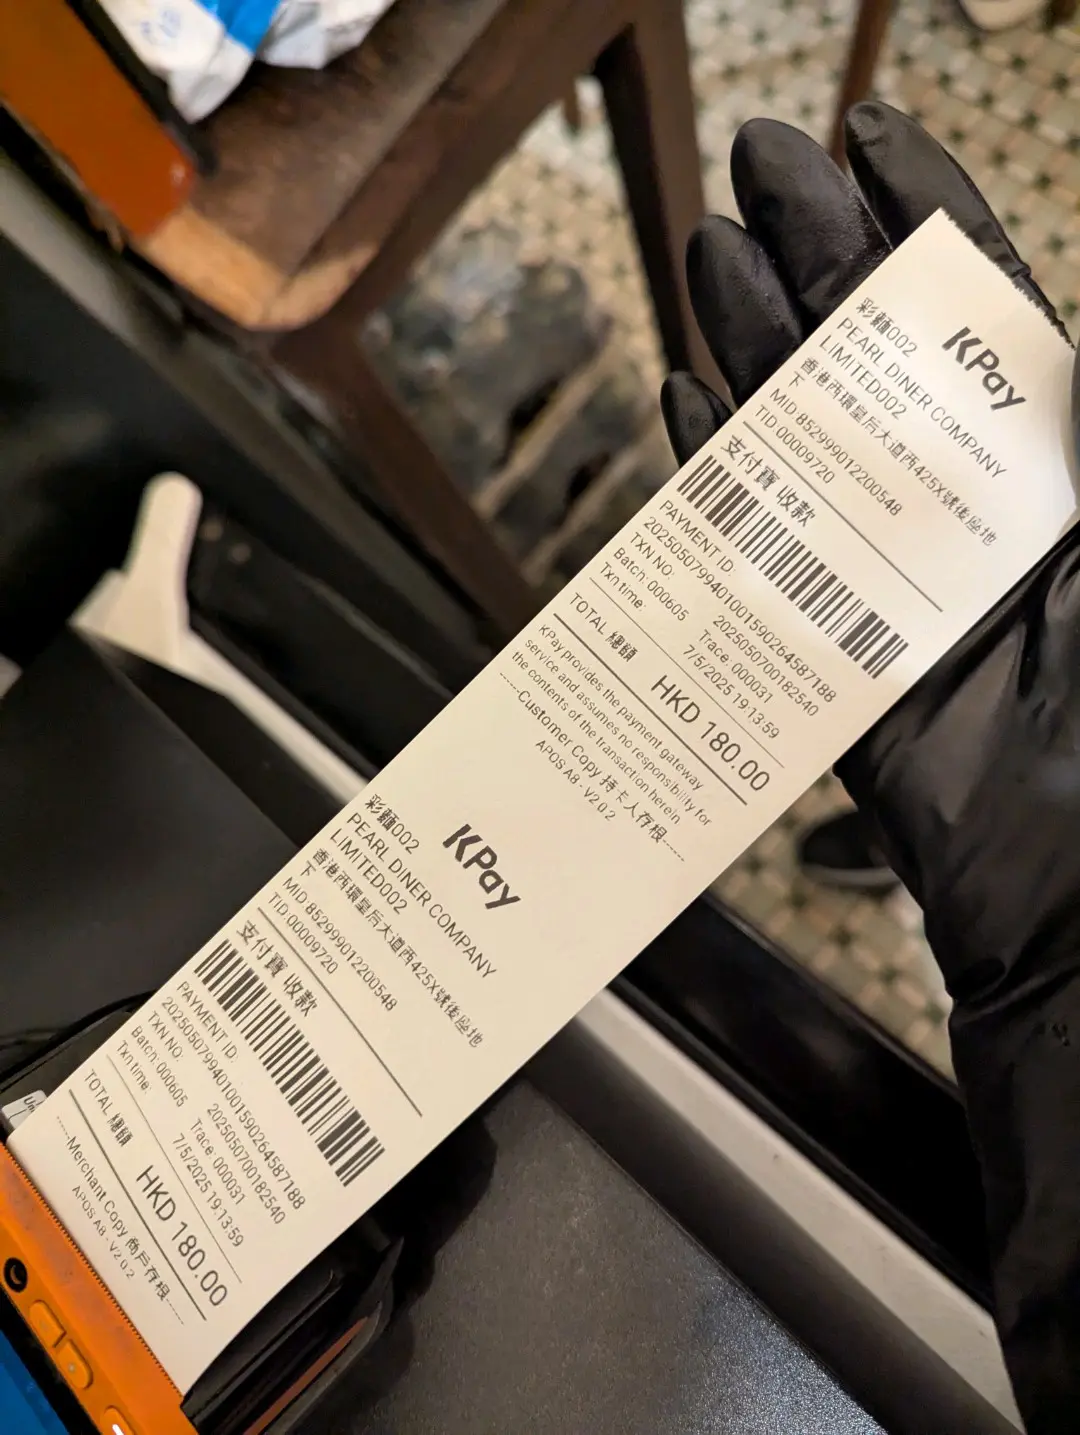 KPay
彩麵002
PEARL DINER COMPANY
LIMITED002
香港西環皇后大道西425X號後座地
下
MID:852999012200548
TID:00009720
支付寶 收款
PAYMENT ID:
20250507994010015902645871​88
TXN NO: 2025050700182540
Batch: 000605 Trace: 000031
Txn time: 7/5/2025 19:13:59
TOTAL 總額 HKD 180.00
KPay provides the payment gateway
service and assumes no responsibility for
the contents of the transaction herein
-----Customer Copy 持卡人存根-----
APOS A8 - V2.0.2
KPay
彩麵002
PEARL DINER COMPANY
LIMITED002
香港西環皇后大道西425X號後座地
下
MID:852999012200548
TID:00009720
支付寶 收款
PAYMENT ID:
2025050799401001590264587188
TXN NO: 2025050700182540
Batch: 000605 Trace: 000031
Txn time: 7/5/2025 19:13:59
TOTAL 總額 HKD 180.00
-----Merchant Copy 商戶存根-----
APOS A8 - V2.0.2